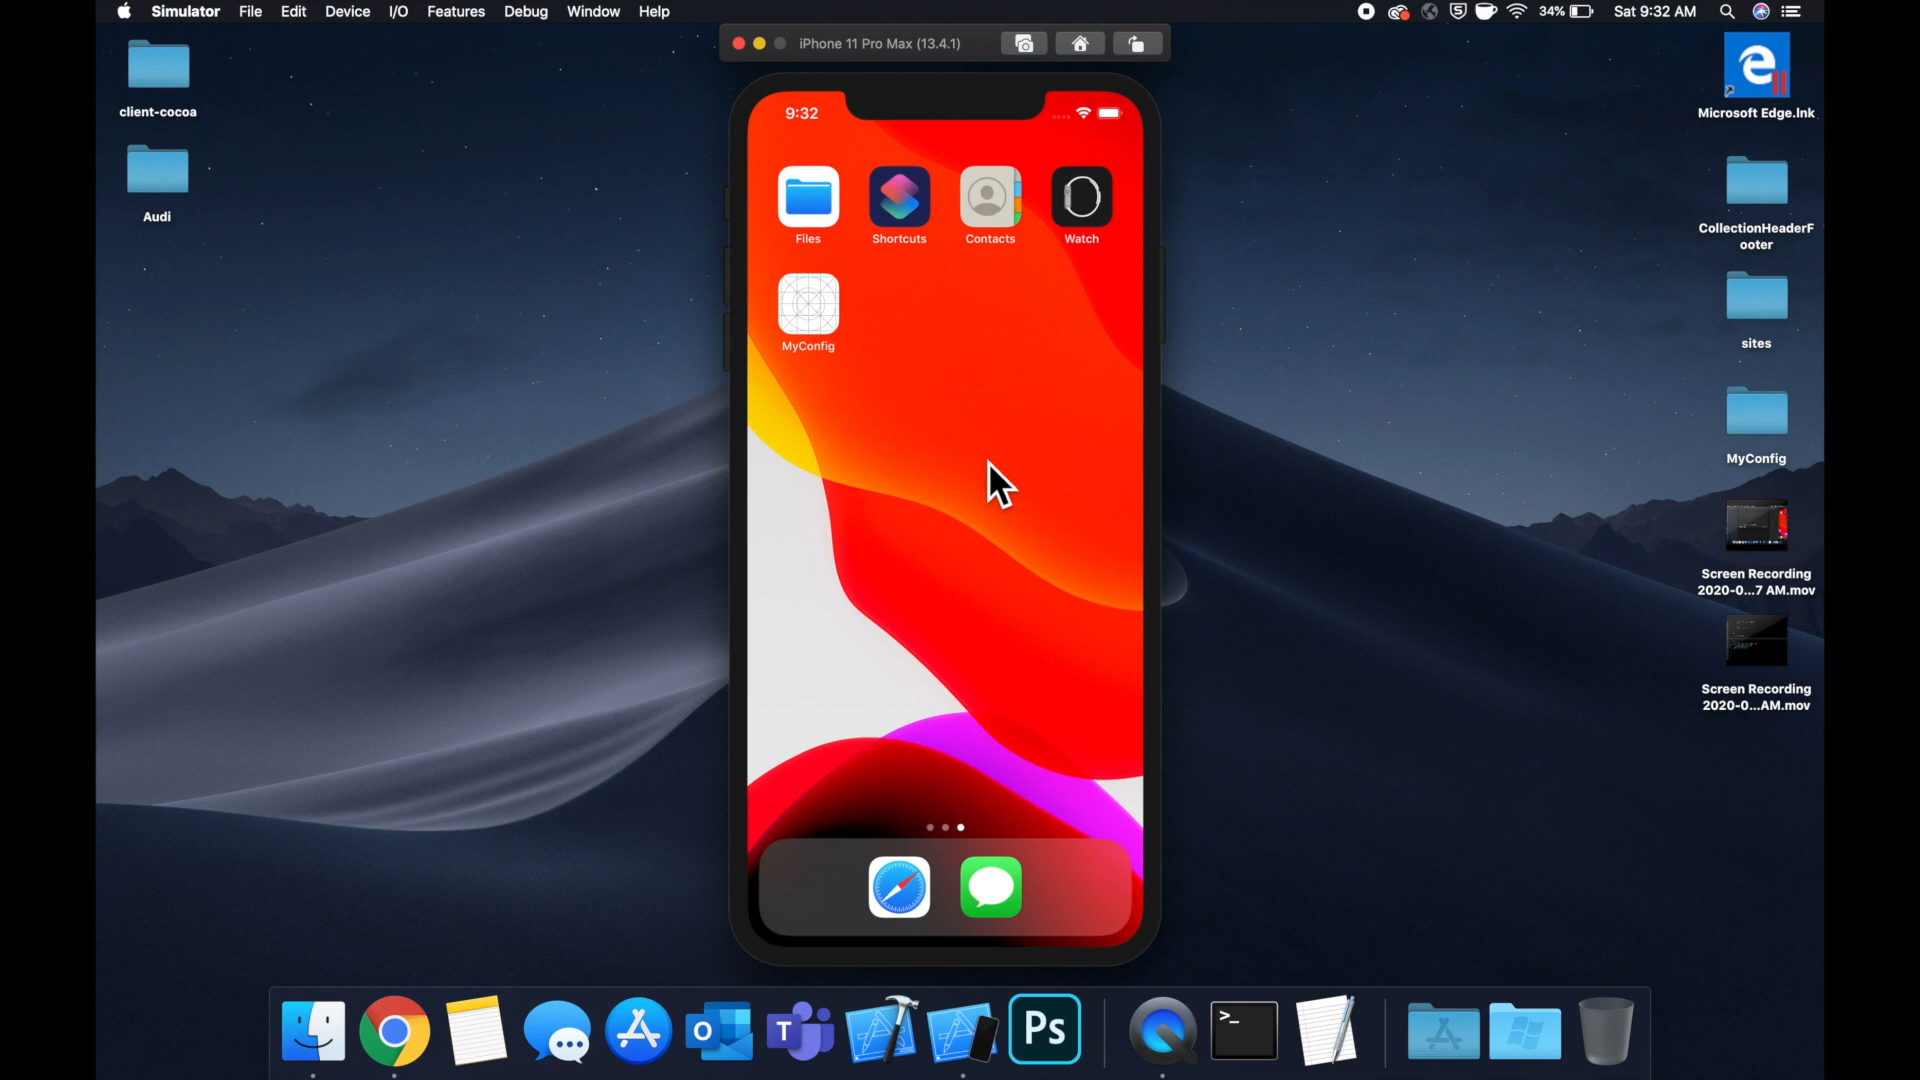 Simulator File Edit Device I/O Features Debug Window Help
34% Sat 9:32 AM
iPhone 11 Pro Max (13.4.1)
client-cocoa
Audi
9:32
Files Shortcuts Contacts Watch
MyConfig
Microsoft Edge.lnk
CollectionHeaderF
ooter
sites
MyConfig
Screen Recording
2020-0...7 AM.mov
Screen Recording
2020-0...AM.mov
O
T
Ps
>_